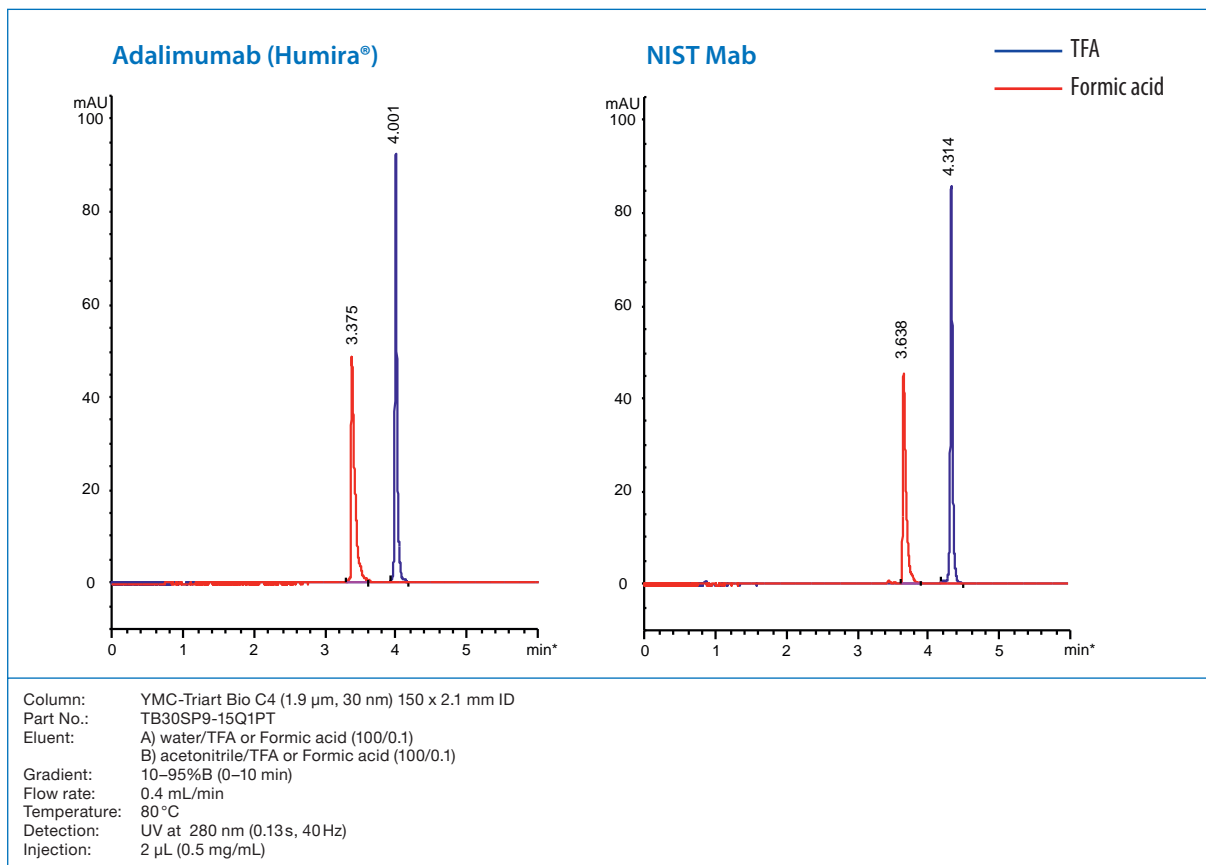 Adalimumab (Humira®)
NIST Mab
TFA
Formic acid
mAU
100
80
60
40
20
0
3.375
4.001
0 1 2 3 4 5 min*
mAU
100
80
60
40
20
0
3.638
4.314
0 1 2 3 4 5 min*
Column: YMC-Triart Bio C4 (1.9 µm, 30 nm) 150 x 2.1 mm ID
Part No.: TB30SP9-15Q1PT
Eluent: A) water/TFA or Formic acid (100/0.1)
B) acetonitrile/TFA or Formic acid (100/0.1)
Gradient: 10–95%B (0–10 min)
Flow rate: 0.4 mL/min
Temperature: 80°C
Detection: UV at 280 nm (0.13s, 40Hz)
Injection: 2 µL (0.5 mg/mL)